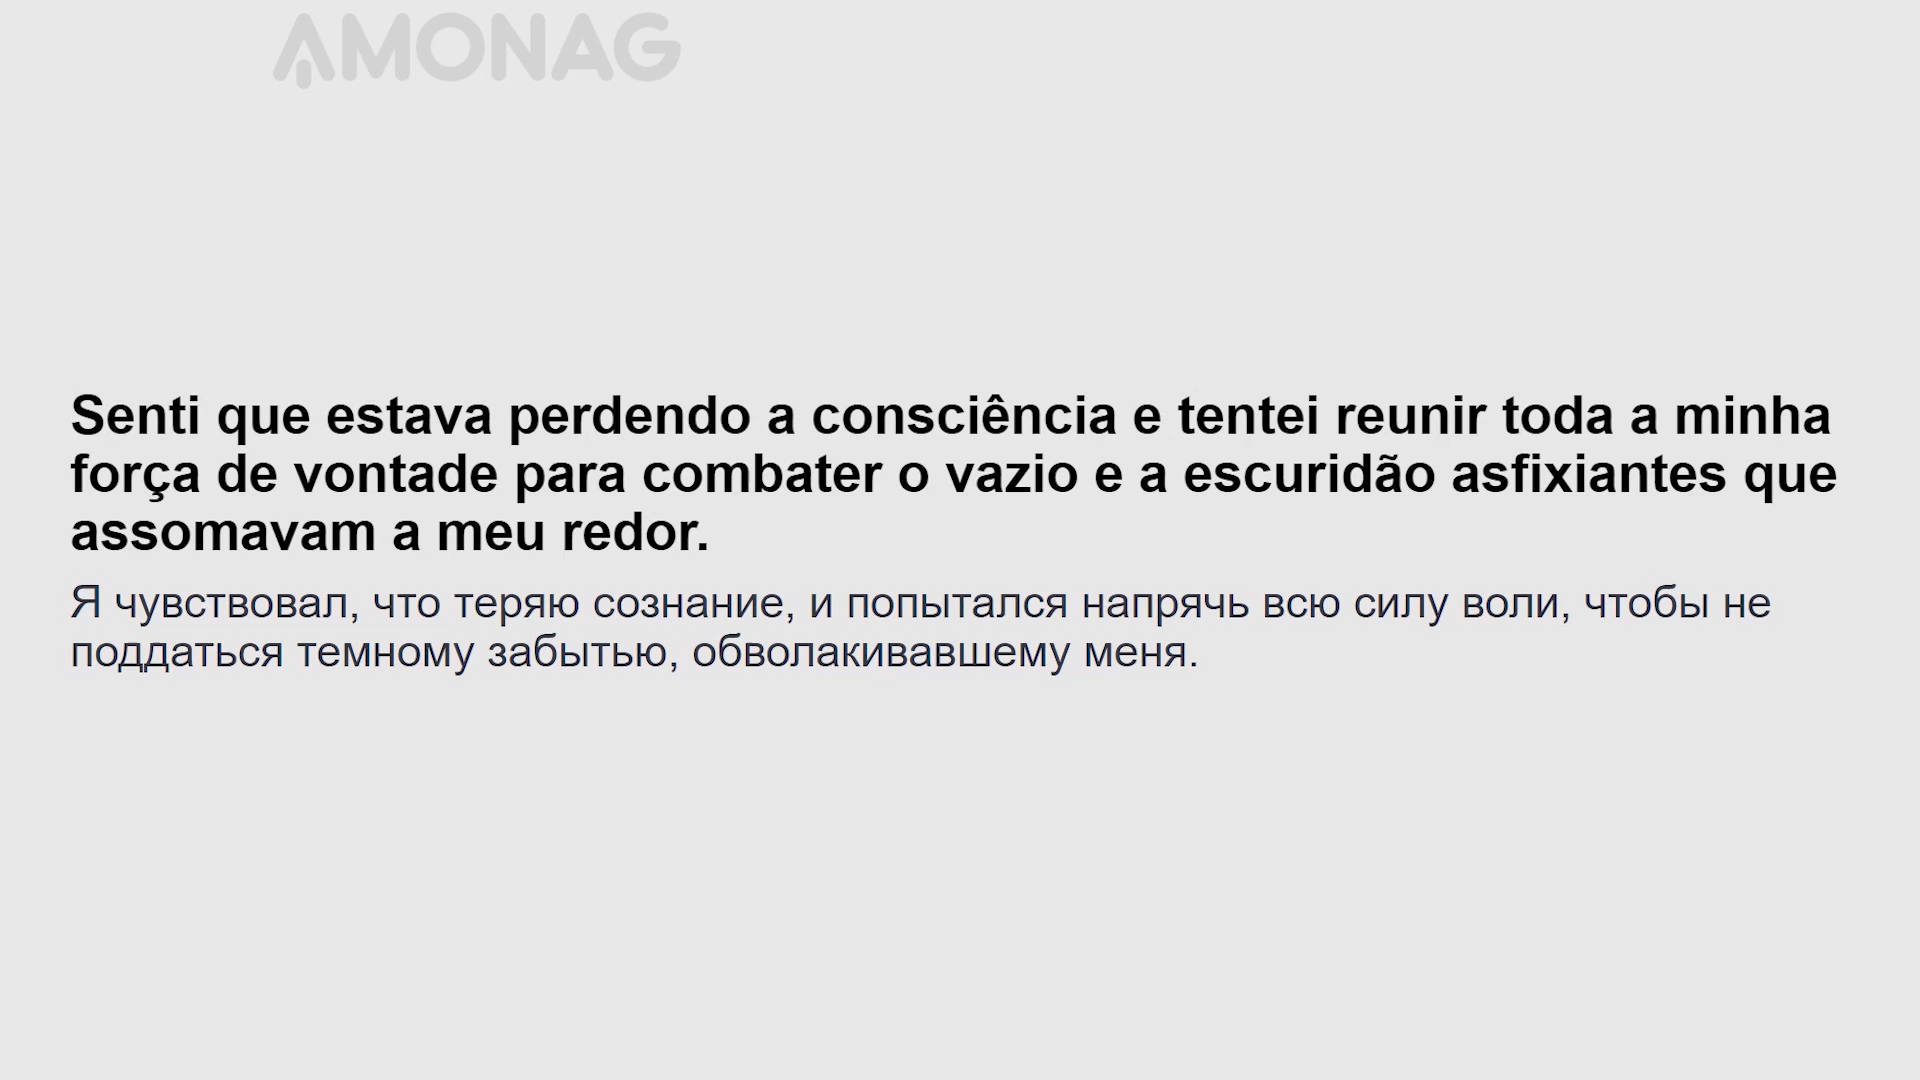 AMONAG
Senti que estava perdendo a consciência e tentei reunir toda a minha
força de vontade para combater o vazio e a escuridão asfixiantes que
assomavam a meu redor.
Я чувствовал, что теряю сознание, и попытался напрячь всю силу воли, чтобы не
поддаться темному забытью, обволакивавшему меня.